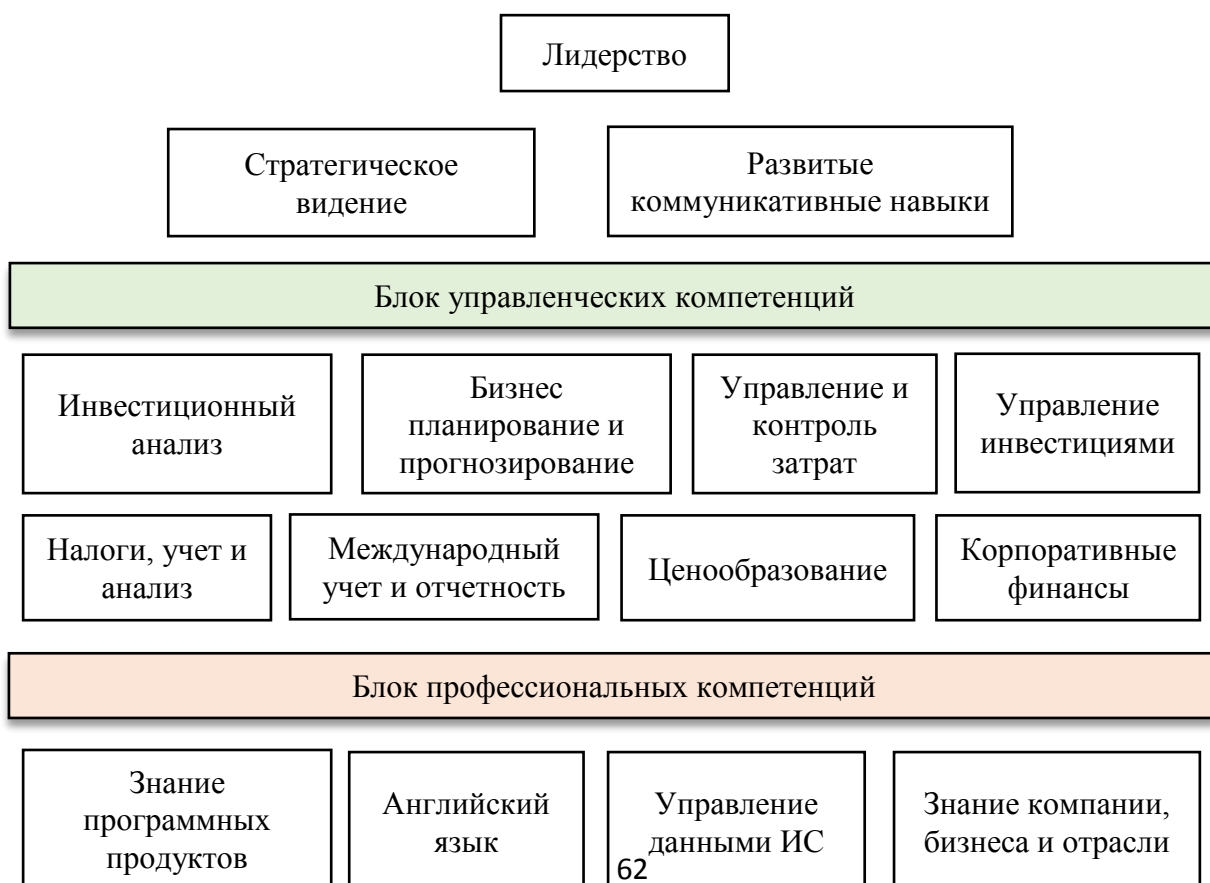 Лидерство
Стратегическое
видение
Развитые
коммуникативные навыки
Блок управленческих компетенций
Инвестиционный
анализ
Бизнес
планирование и
прогнозирование
Управление и
контроль
затрат
Управление
инвестициями
Налоги, учет и
анализ
Международный
учет и отчетность
Ценообразование
Корпоративные
финансы
Блок профессиональных компетенций
Знание
программных
продуктов
Английский
язык
Управление
данными ИС
Знание компании,
бизнеса и отрасли
62